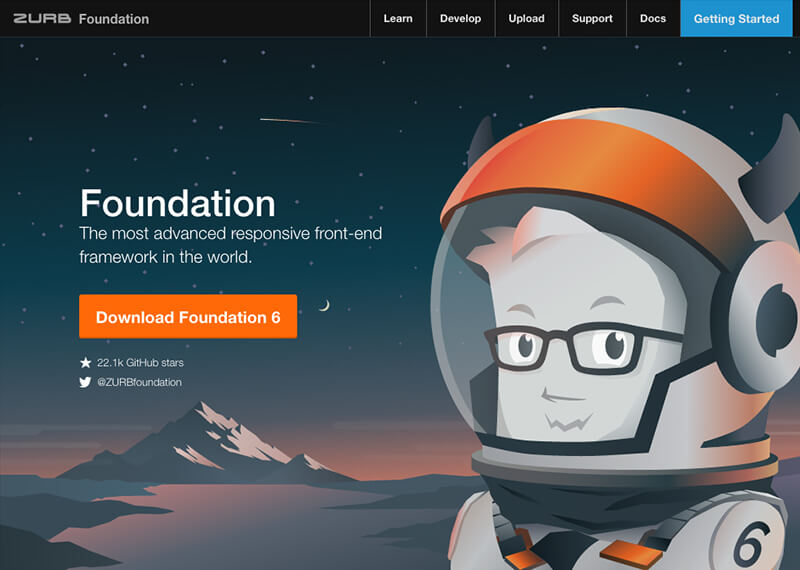 ZURB Foundation
Learn
Develop
Upload
Support
Docs
Getting Started
Foundation
The most advanced responsive front-end
framework in the world.
Download Foundation 6
22.1k GitHub stars
@ZURBfoundation
6